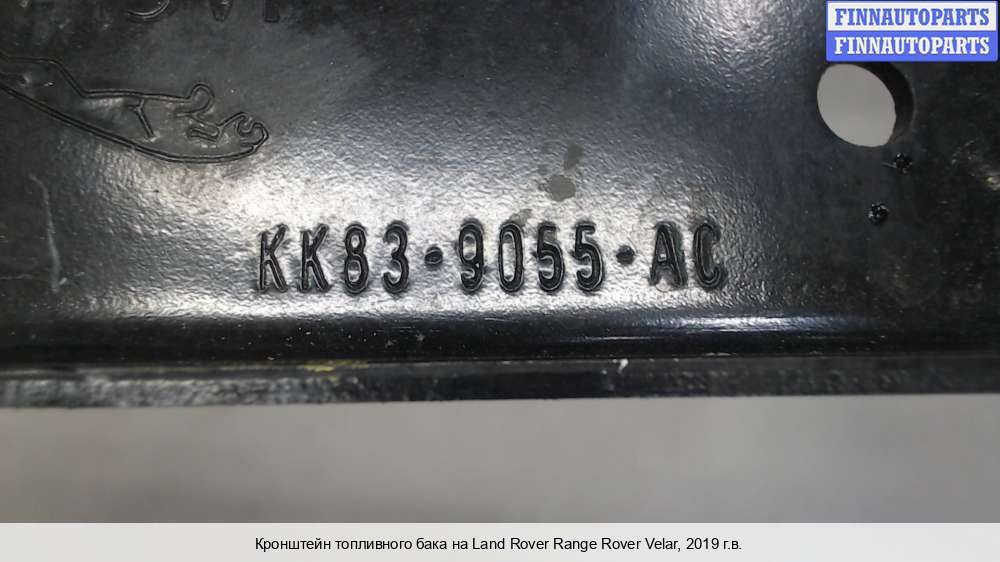 FINNAUTOPARTS
FINNAUTOPARTS
KK83-9055-AC
Кронштейн топливного бака на Land Rover Range Rover Velar, 2019 г.в.